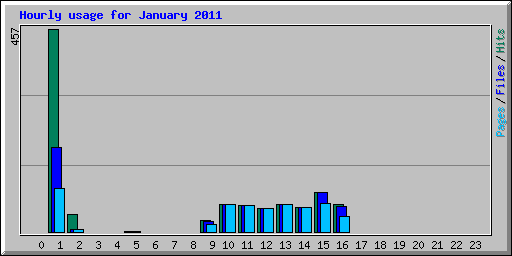 Hourly usage for January 2011
457
Pages/Files/Hits
0 1 2 3 4 5 6 7 8 9 10 11 12 13 14 15 16 17 18 19 20 21 22 23